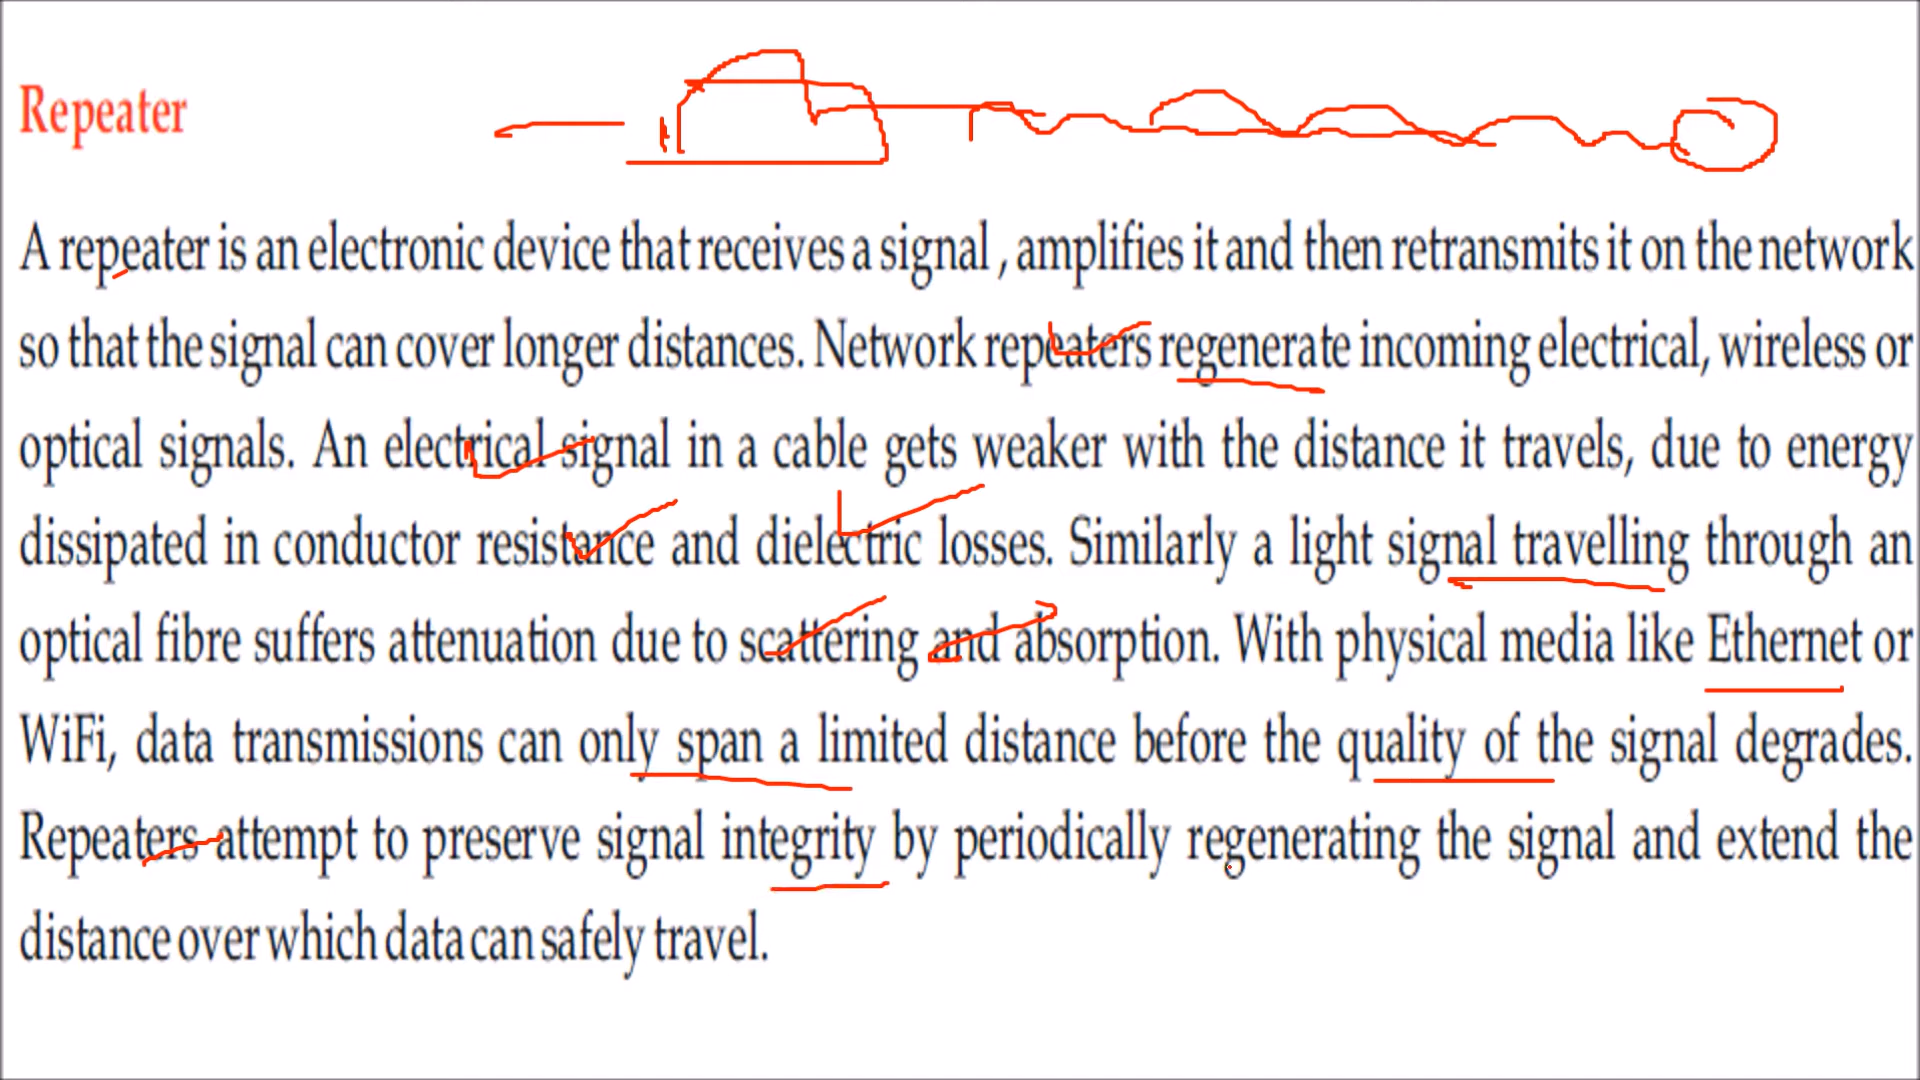 Repeater
A repeater is an electronic device that receives a signal , amplifies it and then retransmits it on the network
so that the signal can cover longer distances. Network repeaters regenerate incoming electrical, wireless or
optical signals. An electrical signal in a cable gets weaker with the distance it travels, due to energy
dissipated in conductor resistance and dielectric losses. Similarly a light signal travelling through an
optical fibre suffers attenuation due to scattering and absorption. With physical media like Ethernet or
WiFi, data transmissions can only span a limited distance before the quality of the signal degrades.
Repeaters attempt to preserve signal integrity by periodically regenerating the signal and extend the
distance over which data can safely travel.